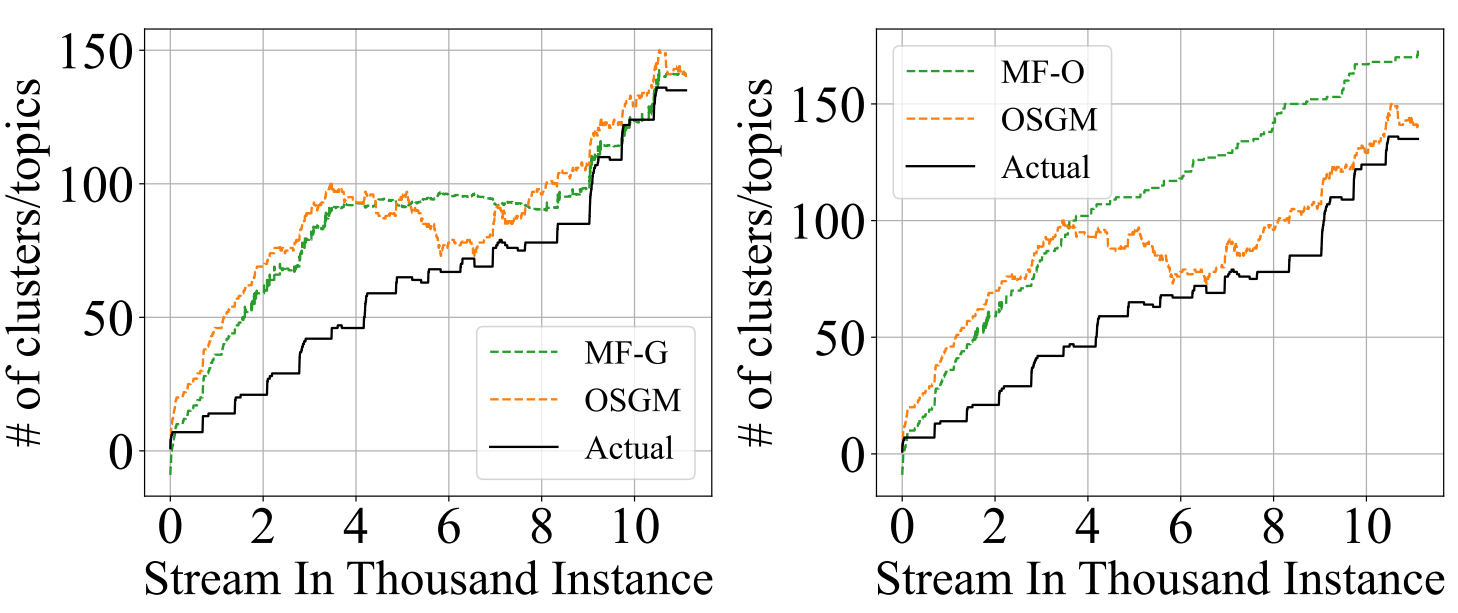 # of clusters/topics
150
100
50
0
MF-G
OSGM
Actual
0 2 4 6 8 10
Stream In Thousand Instance
# of clusters/topics
150
100
50
0
MF-O
OSGM
Actual
0 2 4 6 8 10
Stream In Thousand Instance